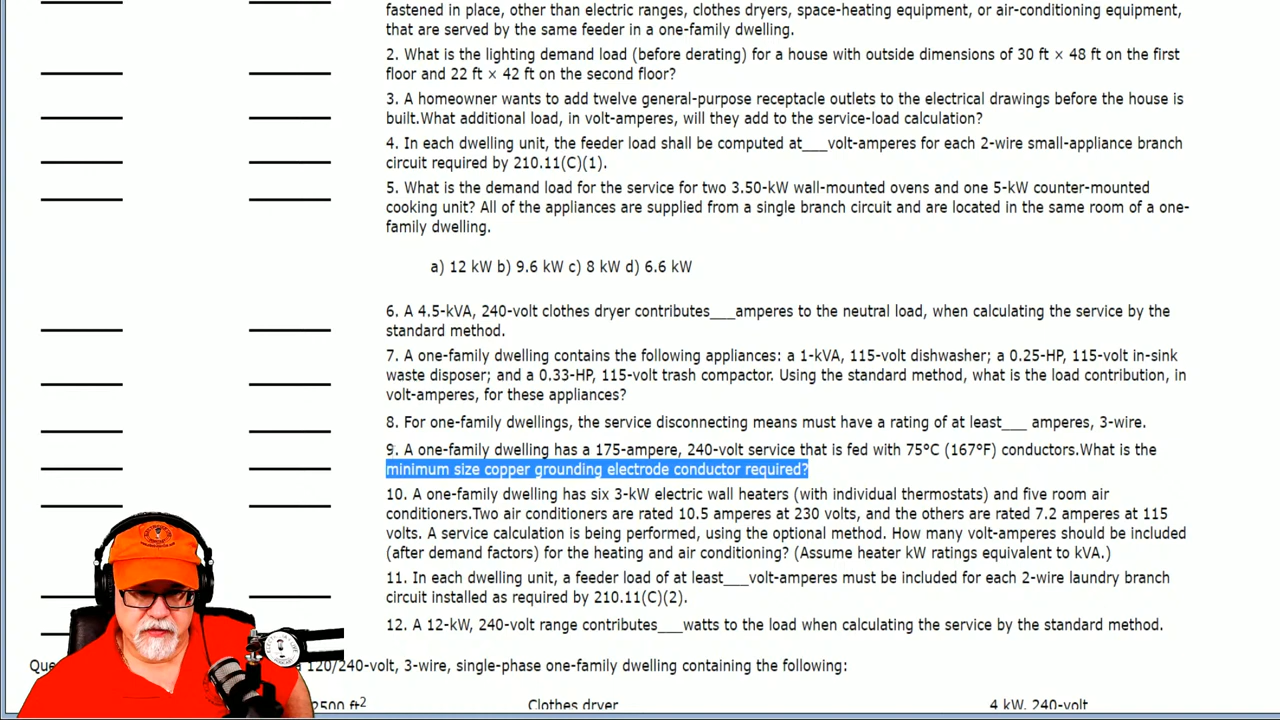 fastened in place, other than electric ranges, clothes dryers, space-heating equipment, or air-conditioning equipment,
that are served by the same feeder in a one-family dwelling.
2. What is the lighting demand load (before derating) for a house with outside dimensions of 30 ft × 48 ft on the first
floor and 22 ft × 42 ft on the second floor?
3. A homeowner wants to add twelve general-purpose receptacle outlets to the electrical drawings before the house is
built.What additional load, in volt-amperes, will they add to the service-load calculation?
4. In each dwelling unit, the feeder load shall be computed at___volt-amperes for each 2-wire small-appliance branch
circuit required by 210.11(C)(1).
5. What is the demand load for the service for two 3.50-kW wall-mounted ovens and one 5-kW counter-mounted
cooking unit? All of the appliances are supplied from a single branch circuit and are located in the same room of a one-
family dwelling.
a) 12 kW b) 9.6 kW c) 8 kW d) 6.6 kW
6. A 4.5-kVA, 240-volt clothes dryer contributes___amperes to the neutral load, when calculating the service by the
standard method.
7. A one-family dwelling contains the following appliances: a 1-kVA, 115-volt dishwasher; a 0.25-HP, 115-volt in-sink
waste disposer; and a 0.33-HP, 115-volt trash compactor. Using the standard method, what is the load contribution, in
volt-amperes, for these appliances?
8. For one-family dwellings, the service disconnecting means must have a rating of at least___ amperes, 3-wire.
9. A one-family dwelling has a 175-ampere, 240-volt service that is fed with 75°C (167°F) conductors.What is the
minimum size copper grounding electrode conductor required?
10. A one-family dwelling has six 3-kW electric wall heaters (with individual thermostats) and five room air
conditioners.Two air conditioners are rated 10.5 amperes at 230 volts, and the others are rated 7.2 amperes at 115
volts. A service calculation is being performed, using the optional method. How many volt-amperes should be included
(after demand factors) for the heating and air conditioning? (Assume heater kW ratings equivalent to kVA.)
11. In each dwelling unit, a feeder load of at least___volt-amperes must be included for each 2-wire laundry branch
circuit installed as required by 210.11(C)(2).
12. A 12-kW, 240-volt range contributes___watts to the load when calculating the service by the standard method.
120/240-volt, 3-wire, single-phase one-family dwelling containing the following:
2500 ft² Clothes dryer 4 kW, 240-volt